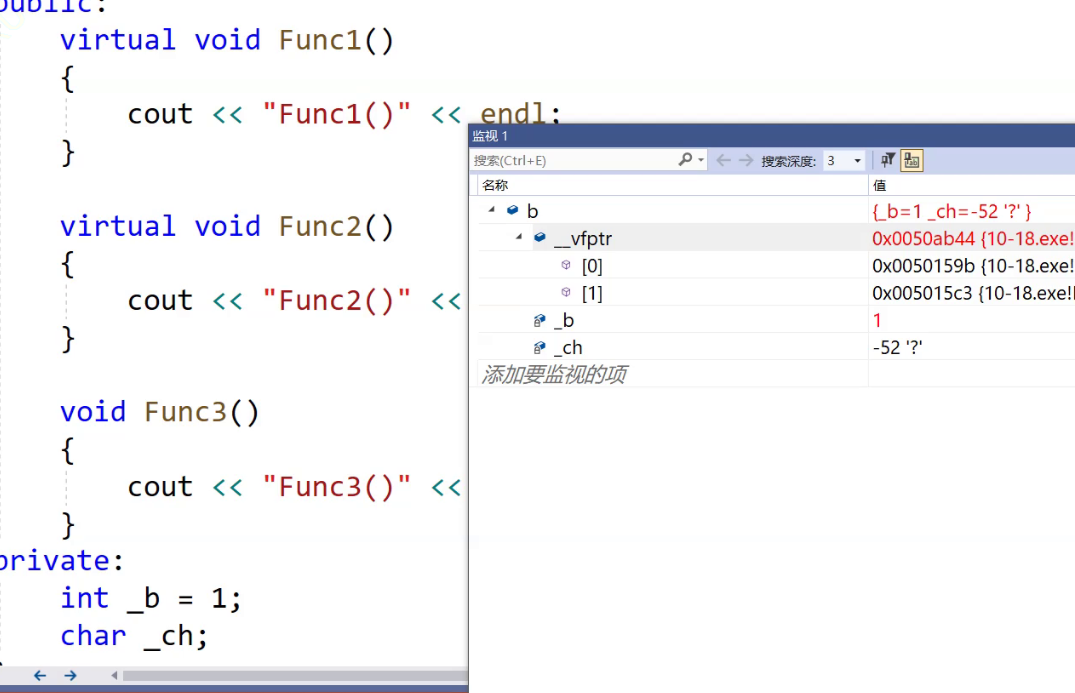 public:
virtual void Func1()
{
cout << "Func1()" << endl;
}
virtual void Func2()
{
cout << "Func2()" <<
}
void Func3()
{
cout << "Func3()" <<
}
private:
int _b = 1;
char _ch;
监视 1
搜索(Ctrl+E) 搜索深度: 3
名称 值
b {_b=1 _ch=-52 '?' }
__vfptr 0x0050ab44 {10-18.exe!
[0] 0x0050159b {10-18.exe!
[1] 0x005015c3 {10-18.exe!
_b 1
_ch -52 '?'
添加要监视的项